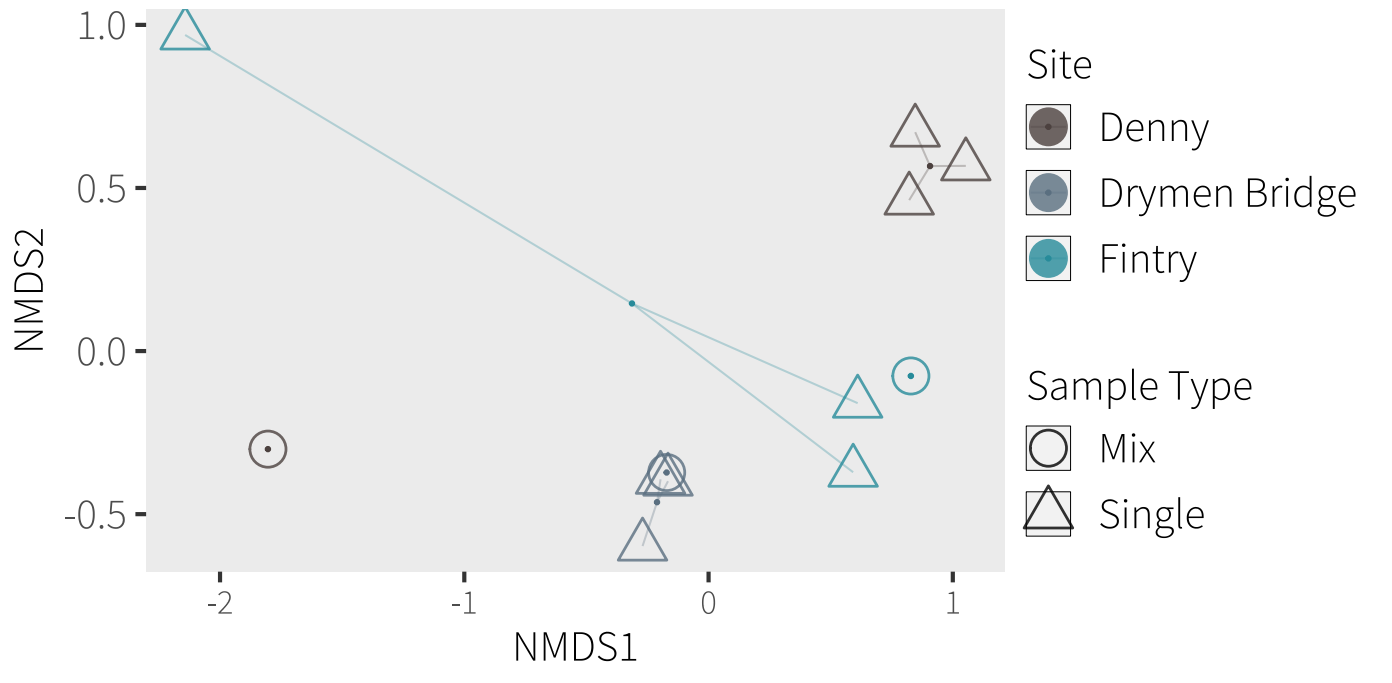 1.0
0.5
0.0
-0.5
NMDS2
-2
-1
0
1
NMDS1
Site
Denny
Drymen Bridge
Fintry
Sample Type
Mix
Single